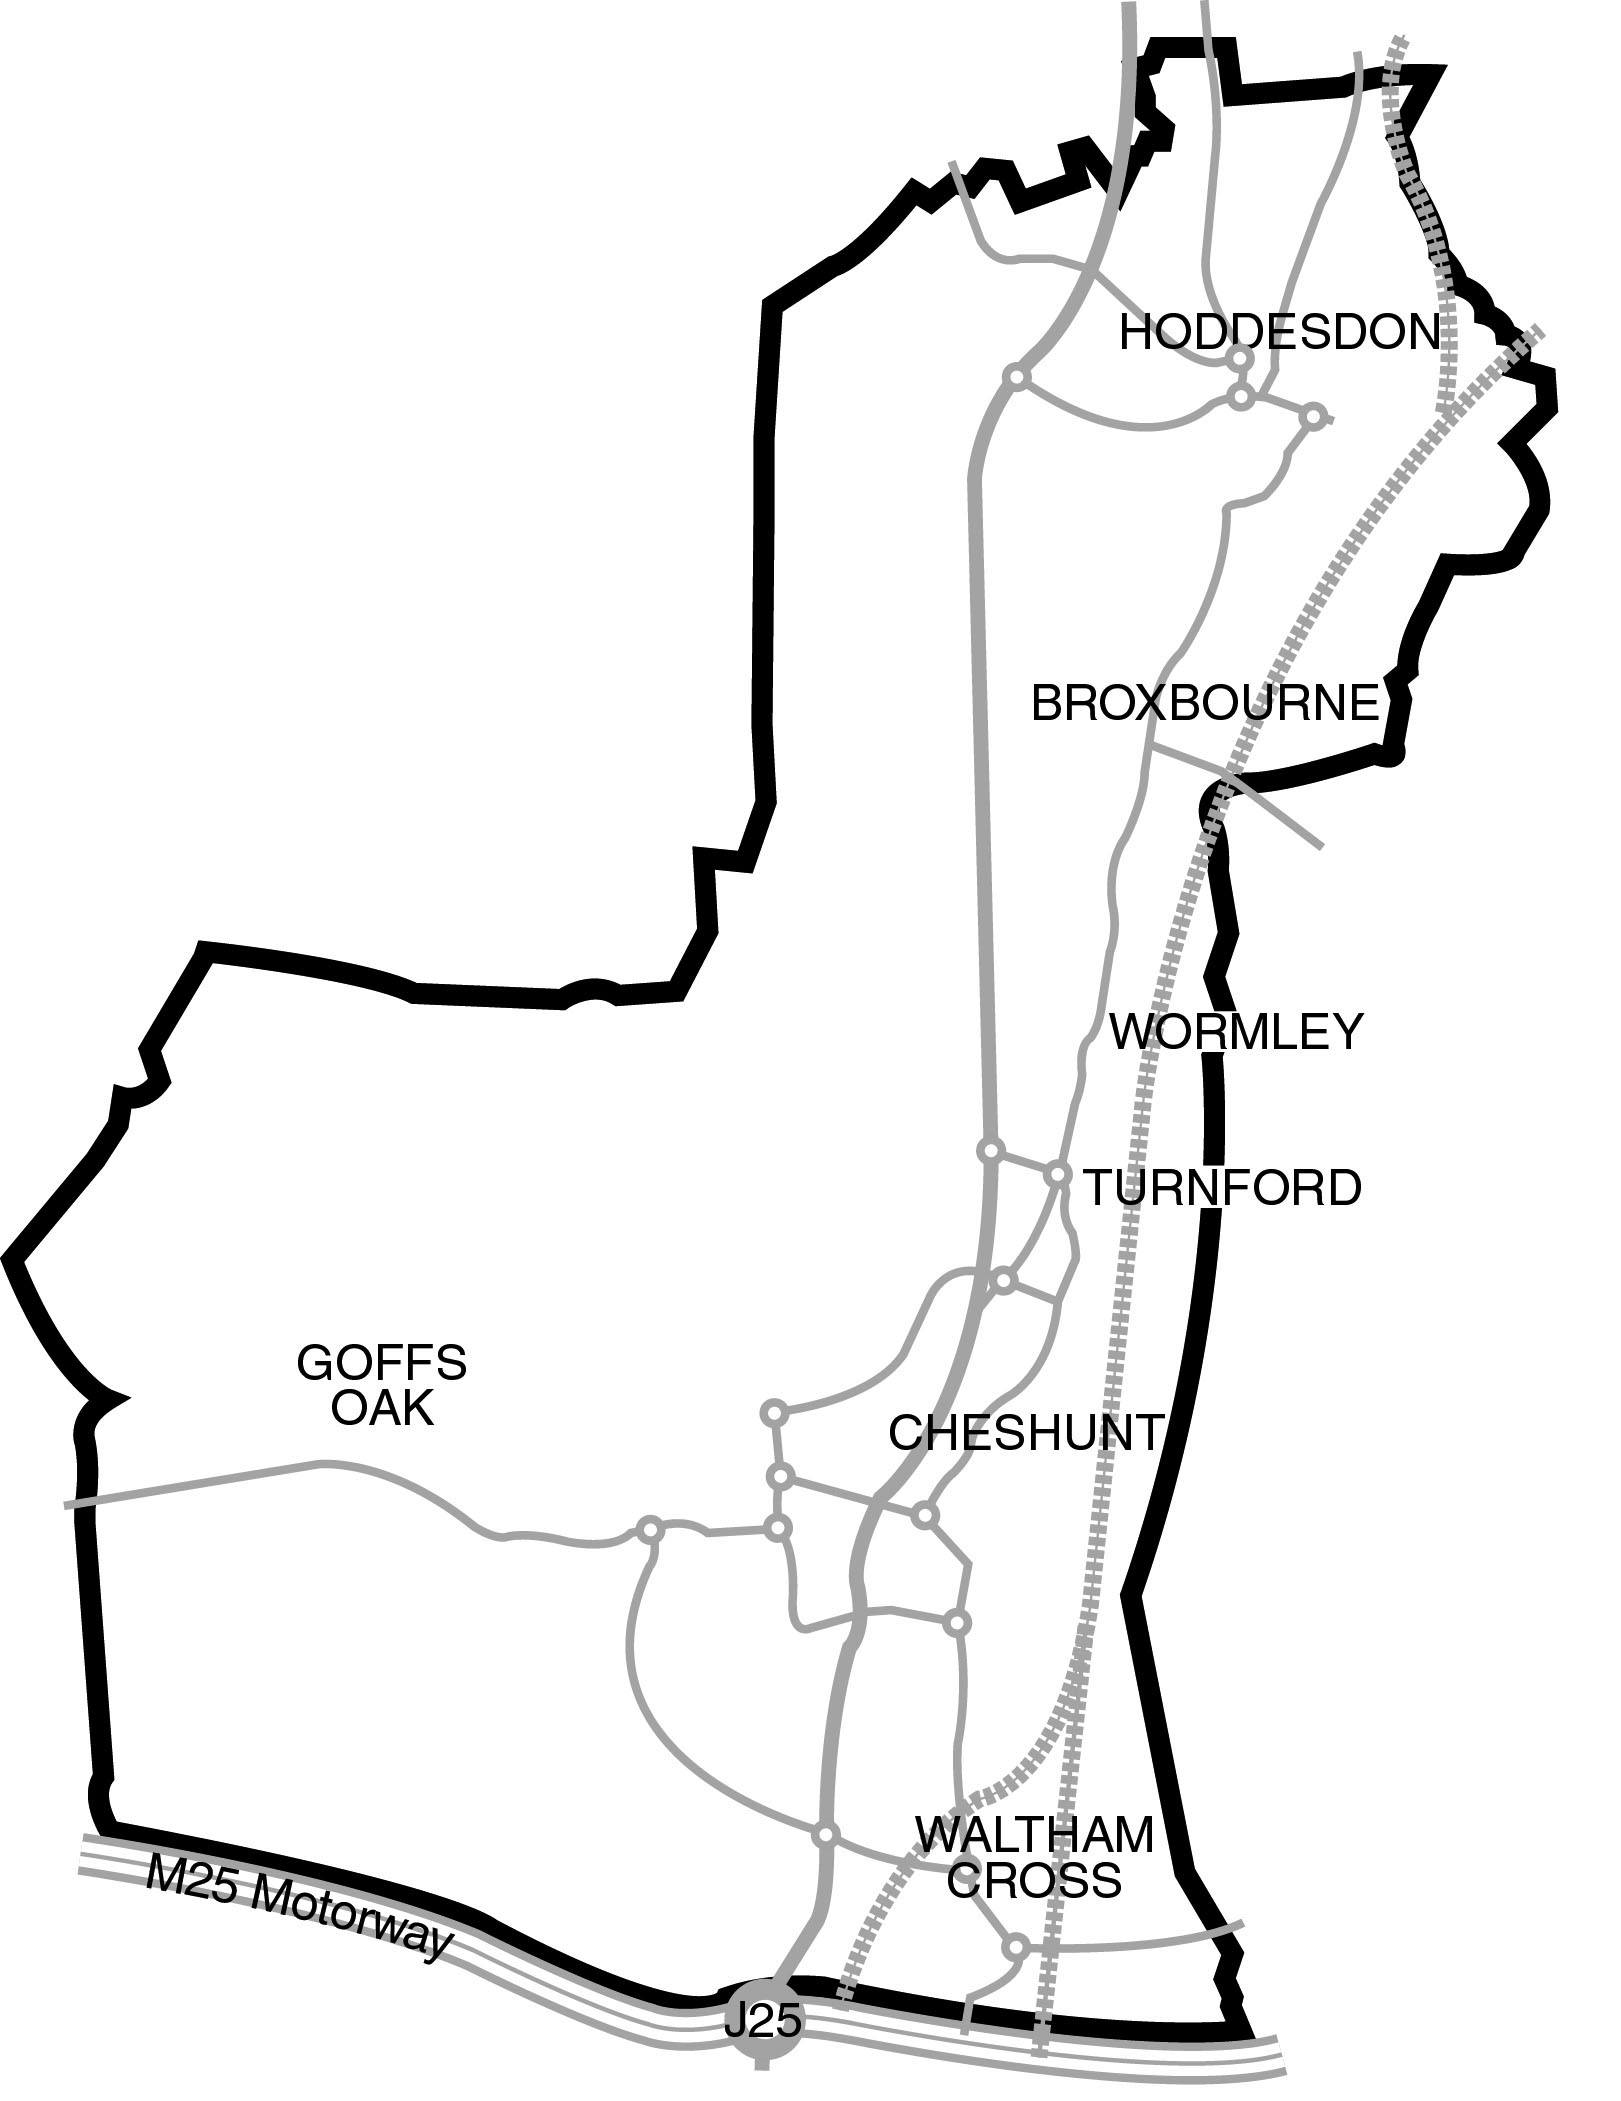 HODDESDON
BROXBOURNE
WORMLEY
TURNFORD
GOFFS
OAK
CHESHUNT
WALTHAM
CROSS
M25 Motorway
J25